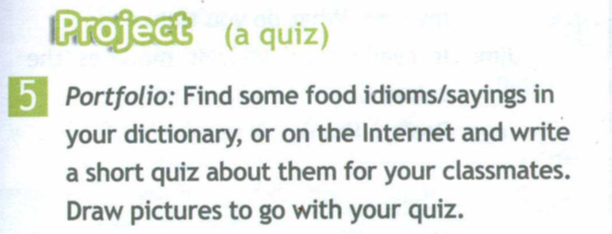 Project (a quiz)
5 Portfolio: Find some food idioms/sayings in
your dictionary, or on the Internet and write
a short quiz about them for your classmates.
Draw pictures to go with your quiz.